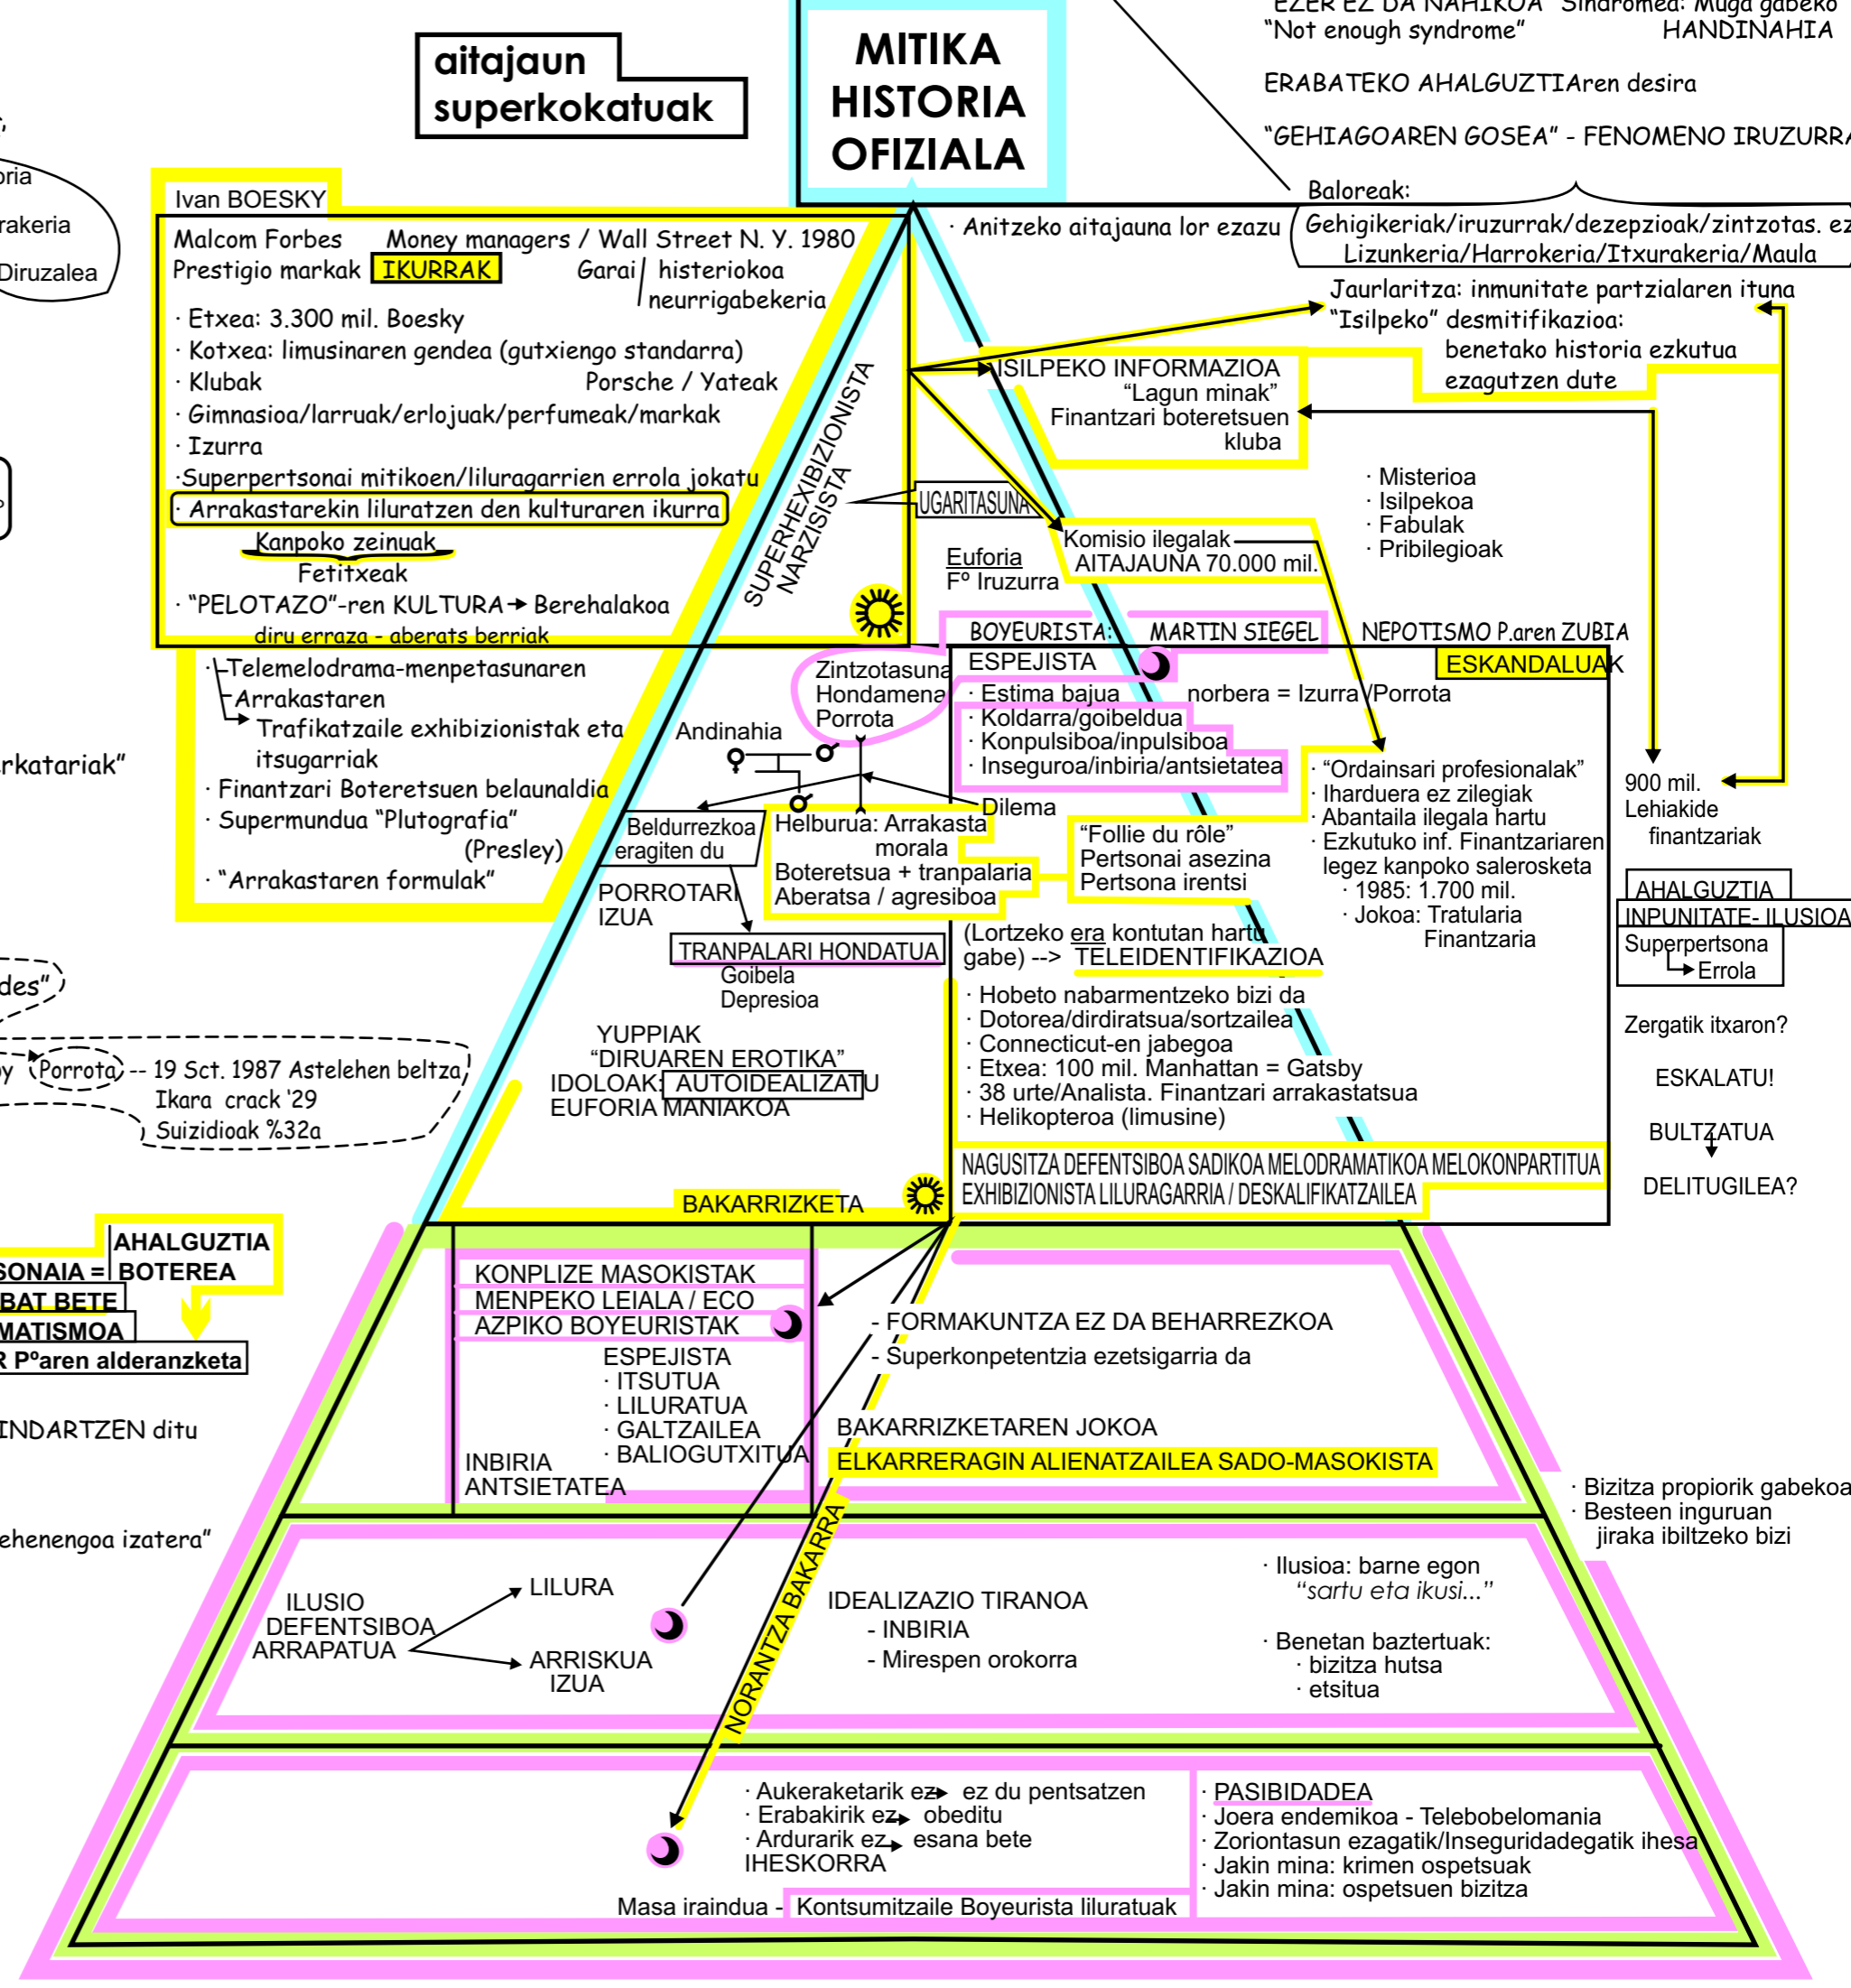 aitajaun
superkokatuak
MITIKA
HISTORIA
OFIZIALA
"EZER EZ DA NAHIKOA" Sindromea: Muga gabeko
"Not enough syndrome" HANDINAHIA
ERABATEKO AHALGUZTIAren desira
"GEHIAGOAREN GOSEA" - FENOMENO IRUZURRA
Baloreak:
· Anitzeko aitajauna lor ezazu
Gehigikeriak/iruzurrak/dezepzioak/zintzotas. ez
Lizunkeria/Harrokeria/Itxurakeria/Maula
Jaurlaritza: inmunitate partzialaren ituna
"Isilpeko" desmitifikazioa:
benetako historia ezkutua
ezagutzen dute
oria
rakeria
Diruzalea
Ivan BOESKY
Malcom Forbes Money managers / Wall Street N. Y. 1980
Prestigio markak IKURRAK Garai histeriokoa
neurrigabekeria
· Etxea: 3.300 mil. Boesky
· Kotxea: limusinaren gendea (gutxiengo standarra)
· Klubak Porsche / Yateak
· Gimnasioa/larruak/erlojuak/perfumeak/markak
· Izurra
·Superpertsonai mitikoen/liluragarrien errola jokatu
· Arrakastarekin liluratzen den kulturaren ikurra
Kanpoko zeinuak
Fetitxeak
· "PELOTAZO"-ren KULTURA Berehalakoa
diru erraza - aberats berriak
SUPERHEXIBIZIONISTA
NARZISISTA
ISILPEKO INFORMAZIOA
"Lagun minak"
Finantzari boteretsuen
kluba
UGARITASUNA
· Misterioa
· Isilpekoa
· Fabulak
· Pribilegioak
Komisio ilegalak
AITAJAUNA 70.000 mil.
Euforia
Fº Iruzurra
BOYEURISTA: MARTIN SIEGEL NEPOTISMO P.aren ZUBIA
ESPEJISTA
ESKANDALUAK
· Estima bajua norbera = Izurra /Porrota
· Koldarra/goibeldua
· Konpulsiboa/inpulsiboa
· Inseguroa/inbiria/antsietatea
· Telemelodrama-menpetasunaren
Arrakastaren
Trafikatzaile exhibizionistak eta
itsugarriak
· Finantzari Boteretsuen belaunaldia
· Supermundua "Plutografia"
(Presley)
· "Arrakastaren formulak"
Zintzotasuna
Hondamena
Porrota
Andinahia
Dilema
Beldurrezkoa
eragiten du
Helburua: Arrakasta
morala
Boteretsua + tranpalaria
Aberatsa / agresiboa
"Follie du rôle"
Pertsonai asezina
Pertsona irentsi
· "Ordainsari profesionalak"
· Iharduera ez zilegiak
· Abantaila ilegala hartu
· Ezkutuko inf. Finantzariaren
legez kanpoko salerosketa
· 1985: 1.700 mil.
· Jokoa: Tratularia
Finantzaria
900 mil.
Lehiakide
finantzariak
AHALGUZTIA
INPUNITATE- ILUSIOA
Superpertsona
Errola
Zergatik itxaron?
ESKALATU!
BULTZATUA
DELITUGILEA?
PORROTARI
IZUA
TRANPALARI HONDATUA
Goibela
Depresioa
(Lortzeko era kontutan hartu
gabe) --> TELEIDENTIFIKAZIOA
· Hobeto nabarmentzeko bizi da
· Dotorea/dirdiratsua/sortzailea
· Connecticut-en jabegoa
· Etxea: 100 mil. Manhattan = Gatsby
· 38 urte/Analista. Finantzari arrakastatsua
· Helikopteroa (limusine)
YUPPIAK
"DIRUAREN EROTIKA"
IDOLOAK: AUTOIDEALIZATU
EUFORIA MANIAKOA
rkatariak"
des"
by Porrota -- 19 Sct. 1987 Astelehen beltza
Ikara crack '29
Suizidioak %32a
NAGUSITZA DEFENTSIBOA SADIKOA MELODRAMATIKOA MELOKONPARTITUA
EXHIBIZIONISTA LILURAGARRIA / DESKALIFIKATZAILEA
BAKARRIZKETA
AHALGUZTIA
SONAIA = BOTEREA
BAT BETE
MATISMOA
R Pºaren alderanzketa
INDARTZEN ditu
ehenengoa izatera"
KONPLIZE MASOKISTAK
MENPEKO LEIALA / ECO
AZPIKO BOYEURISTAK
ESPEJISTA
· ITSUTUA
· LILURATUA
· GALTZAILEA
· BALIOGUTXITUA
INBIRIA
ANTSIETATEA
- FORMAKUNTZA EZ DA BEHARREZKOA
- Superkonpetentzia ezetsigarria da
BAKARRIZKETAREN JOKOA
ELKARRERAGIN ALIENATZAILEA SADO-MASOKISTA
· Bizitza propiorik gabekoa
· Besteen inguruan
jiraka ibiltzeko bizi
NORANTZA BAKARRA
ILUSIO
DEFENTSIBOA
ARRAPATUA
LILURA
ARRISKUA
IZUA
IDEALIZAZIO TIRANOA
- INBIRIA
- Mirespen orokorra
· Ilusioa: barne egon
"sartu eta ikusi..."
· Benetan baztertuak:
· bizitza hutsa
· etsitua
· Aukeraketarik ez ez du pentsatzen
· Erabakirik ez obeditu
· Ardurarik ez esana bete
IHESKORRA
Masa iraindua - Kontsumitzaile Boyeurista liluratuak
· PASIBIDADEA
· Joera endemikoa - Telebobelomania
· Zoriontasun ezagatik/Inseguridadegatik ihesa
· Jakin mina: krimen ospetsuak
· Jakin mina: ospetsuen bizitza